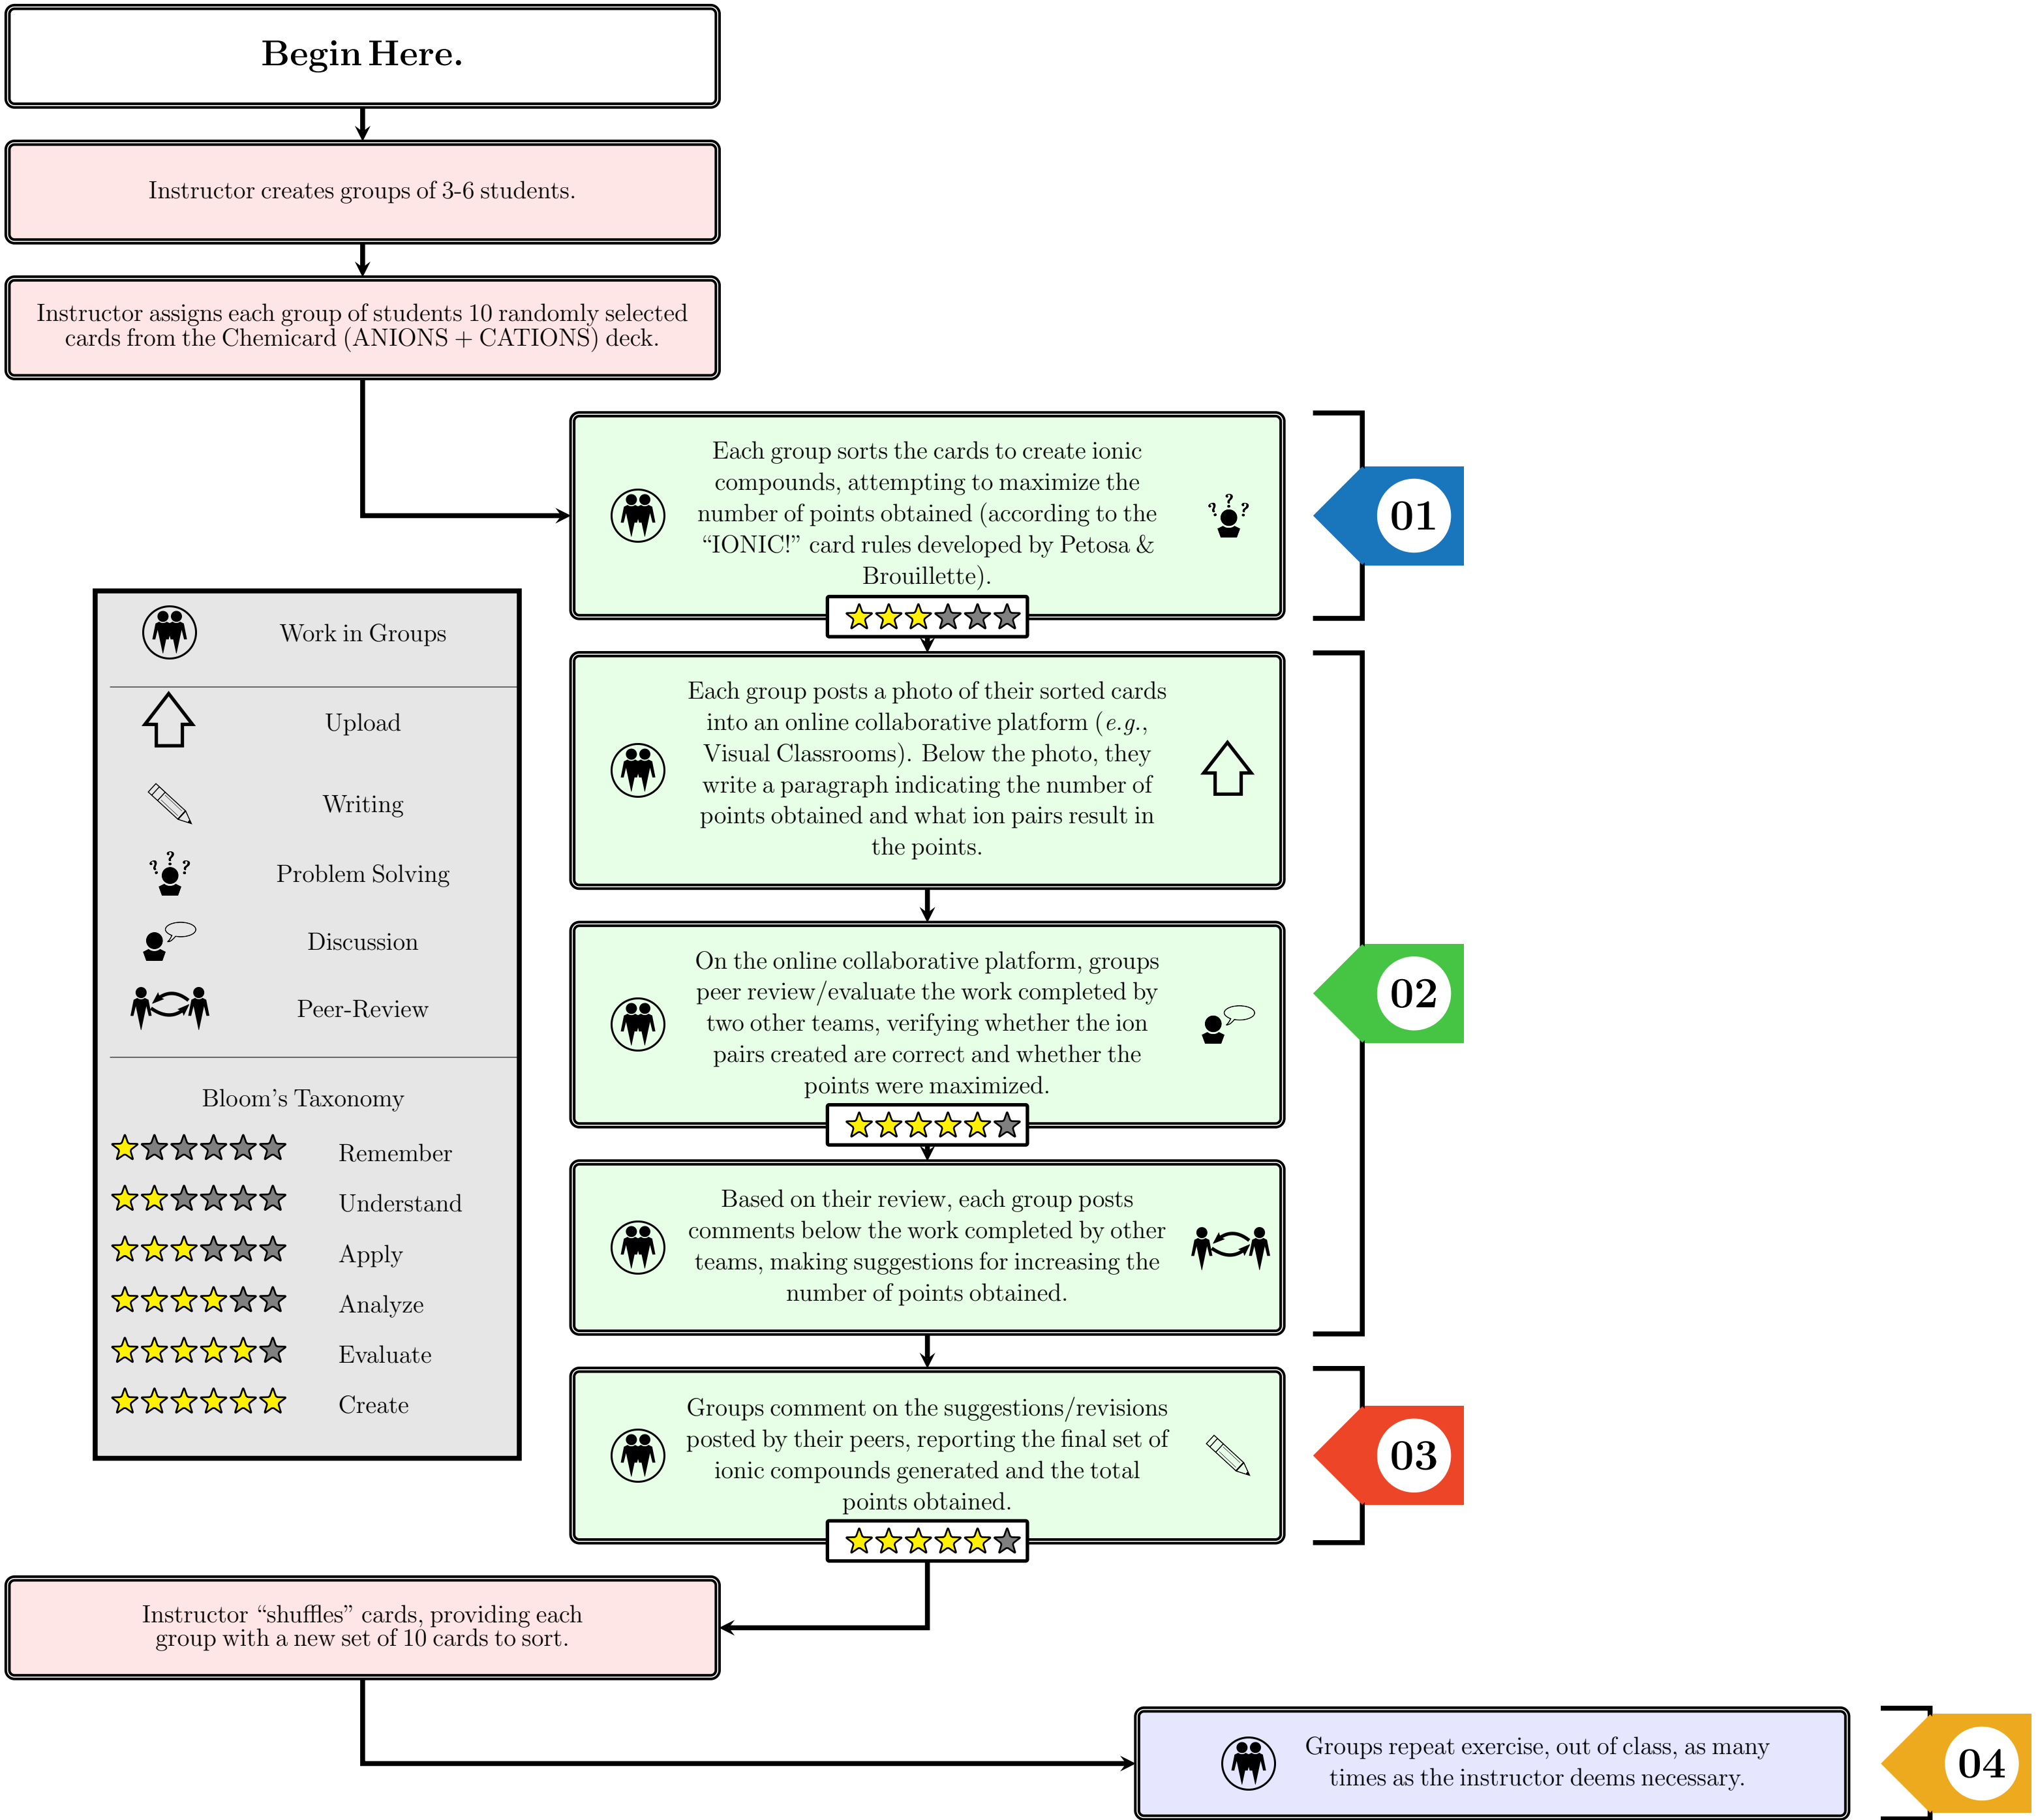 Begin Here.
Instructor creates groups of 3-6 students.
Instructor assigns each group of students 10 randomly selected
cards from the Chemicard (ANIONS + CATIONS) deck.
Each group sorts the cards to create ionic
compounds, attempting to maximize the
number of points obtained (according to the
“IONIC!” card rules developed by Petosa &
Brouillette).
01
Each group posts a photo of their sorted cards
into an online collaborative platform (e.g.,
Visual Classrooms). Below the photo, they
write a paragraph indicating the number of
points obtained and what ion pairs result in
the points.
On the online collaborative platform, groups
peer review/evaluate the work completed by
two other teams, verifying whether the ion
pairs created are correct and whether the
points were maximized.
02
Based on their review, each group posts
comments below the work completed by other
teams, making suggestions for increasing the
number of points obtained.
Groups comment on the suggestions/revisions
posted by their peers, reporting the final set of
ionic compounds generated and the total
points obtained.
03
Work in Groups
Upload
Writing
? ? ?
Problem Solving
Discussion
Peer-Review
Bloom’s Taxonomy
Remember
Understand
Apply
Analyze
Evaluate
Create
Instructor “shuffles” cards, providing each
group with a new set of 10 cards to sort.
Groups repeat exercise, out of class, as many
times as the instructor deems necessary.
04